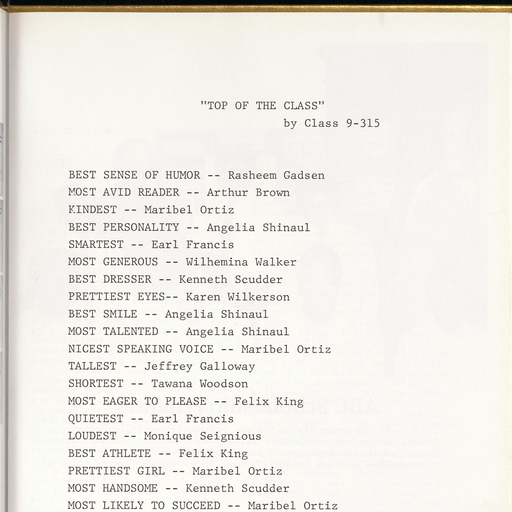 "TOP OF THE CLASS"
by Class 9-315
BEST SENSE OF HUMOR -- Rasheem Gadsen
MOST AVID READER -- Arthur Brown
KINDEST -- Maribel Ortiz
BEST PERSONALITY -- Angelia Shinaul
SMARTEST -- Earl Francis
MOST GENEROUS -- Wilhemina Walker
BEST DRESSER -- Kenneth Scudder
PRETTIEST EYES-- Karen Wilkerson
BEST SMILE -- Angelia Shinaul
MOST TALENTED -- Angelia Shinaul
NICEST SPEAKING VOICE -- Maribel Ortiz
TALLEST -- Jeffrey Galloway
SHORTEST -- Tawana Woodson
MOST EAGER TO PLEASE -- Felix King
QUIETEST -- Earl Francis
LOUDEST -- Monique Seignious
BEST ATHLETE -- Felix King
PRETTIEST GIRL -- Maribel Ortiz
MOST HANDSOME -- Kenneth Scudder
MOST LIKELY TO SUCCEED -- Maribel Ortiz